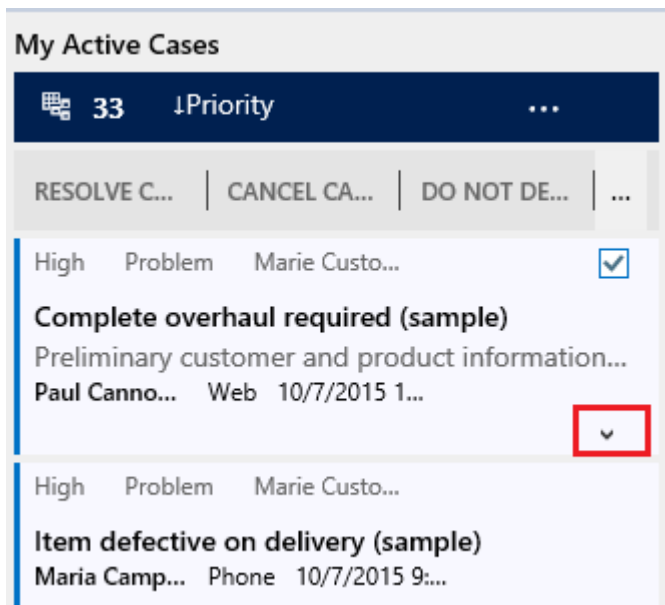 My Active Cases
33 ↓Priority ...
RESOLVE C... CANCEL CA... DO NOT DE... ...
High Problem Marie Custo...
Complete overhaul required (sample)
Preliminary customer and product information...
Paul Canno... Web 10/7/2015 1...
High Problem Marie Custo...
Item defective on delivery (sample)
Maria Camp... Phone 10/7/2015 9:...